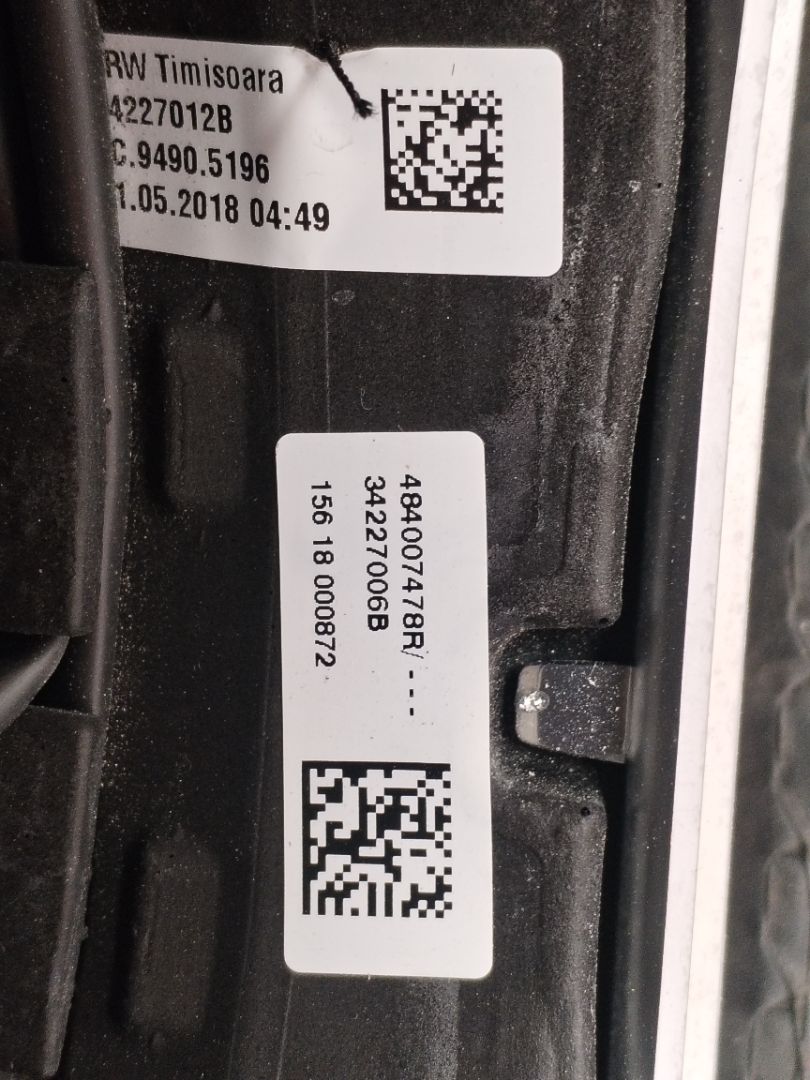 RW Timisoara
4227012B
C.9490.5196
1.05.2018 04:49
484007478R/ - - -
34227006B
156 18 000872